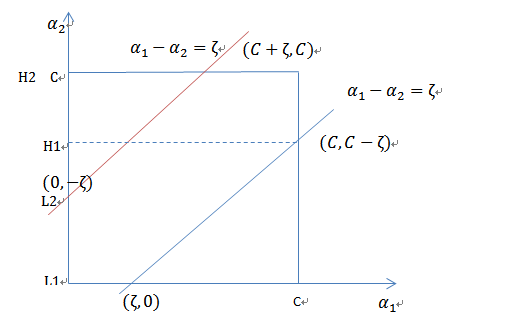 α₂↵
α₁ − α₂ = ζ↵ (C + ζ, C)↵
H2 C↵
α₁ − α₂ = ζ↵
H1↵ (C, C − ζ)↵
(0, −ζ)↵
L2↵
L1↵
(ζ, 0)↵ C↵ α₁↵